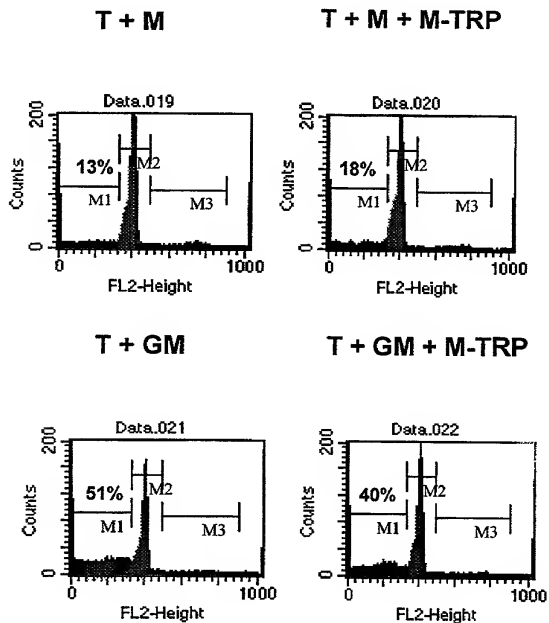 T + M
T + M + M-TRP
Data.019
200
Counts
0
13%
M1
M2
M3
0
1000
FL2-Height
Data.020
200
Counts
0
18%
M1
M2
M3
0
1000
FL2-Height
T + GM
T + GM + M-TRP
Data.021
200
Counts
0
51%
M1
M2
M3
0
1000
FL2-Height
Data.022
200
Counts
0
40%
M1
M2
M3
0
1000
FL2-Height